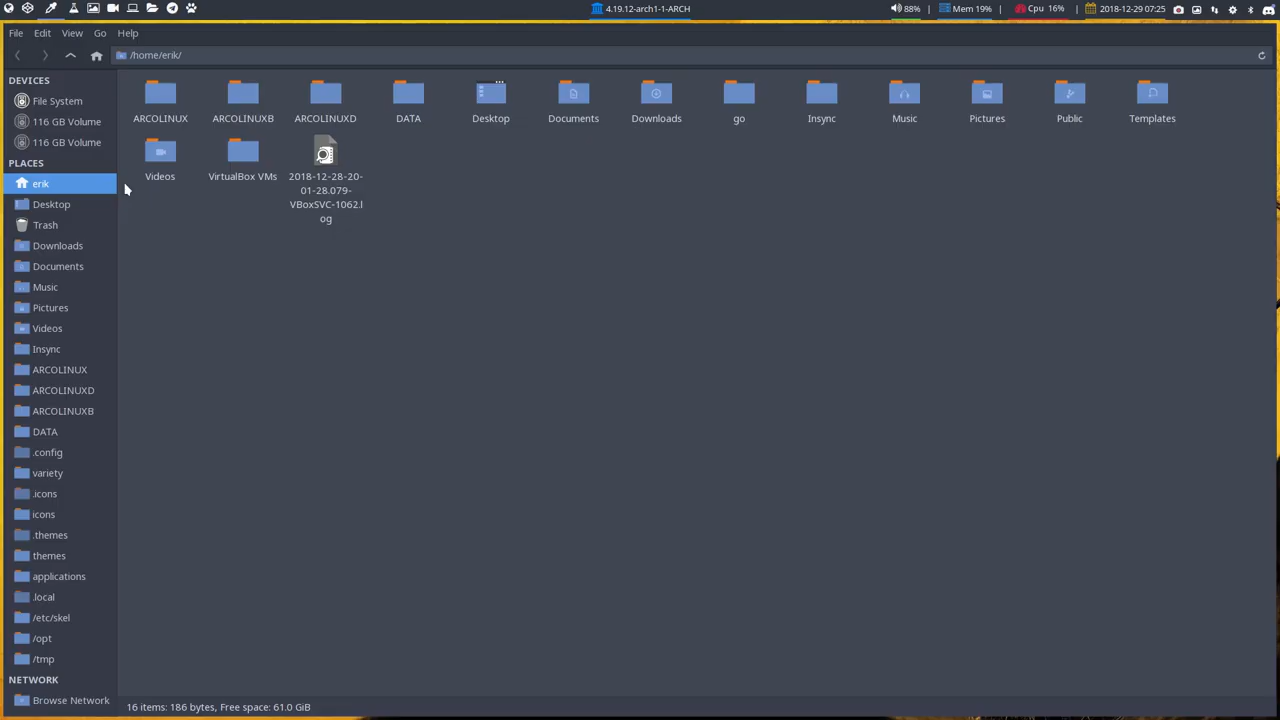 4.19.12-arch1-1-ARCH
88%
|
Mem 19%
|
Cpu 16%
|
2018-12-29 07:25
File
Edit
View
Go
Help
/home/erik/
DEVICES
File System
116 GB Volume
116 GB Volume
PLACES
erik
Desktop
Trash
Downloads
Documents
Music
Pictures
Videos
Insync
ARCOLINUX
ARCOLINUXD
ARCOLINUXB
DATA
.config
variety
.icons
icons
.themes
themes
applications
.local
/etc/skel
/opt
/tmp
NETWORK
Browse Network
ARCOLINUX
ARCOLINUXB
ARCOLINUXD
DATA
Desktop
Documents
Downloads
go
Insync
Music
Pictures
Public
Templates
Videos
VirtualBox VMs
2018-12-28-20-
01-28.079-
VBoxSVC-1062.l
og
16 items: 186 bytes, Free space: 61.0 GiB